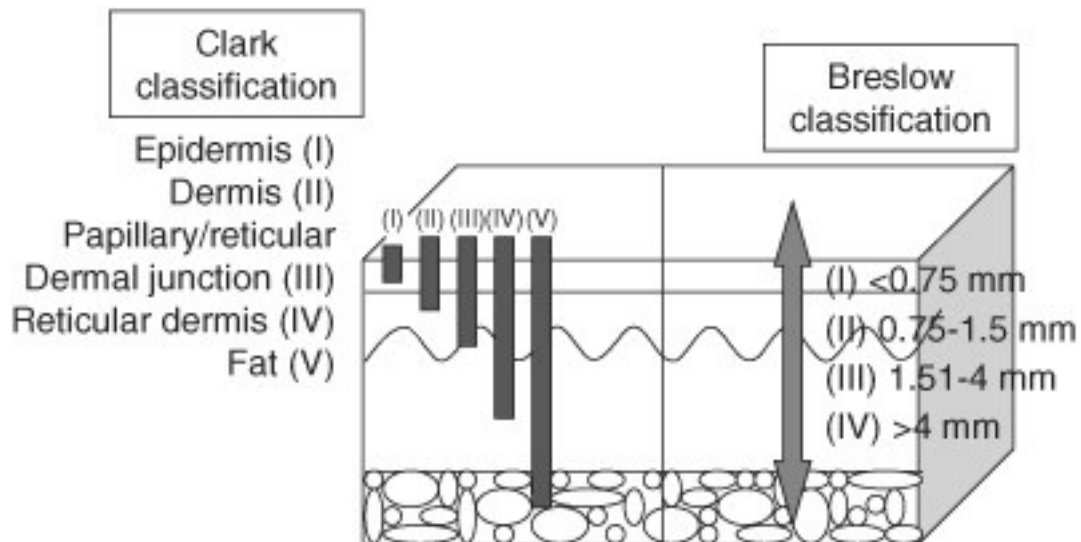 Clark
classification
Epidermis (I)
Dermis (II)
Papillary/reticular
Dermal junction (III)
Reticular dermis (IV)
Fat (V)
(I) (II) (III) (IV) (V)
Breslow
classification
(I) <0.75 mm
(II) 0.75-1.5 mm
(III) 1.51-4 mm
(IV) >4 mm